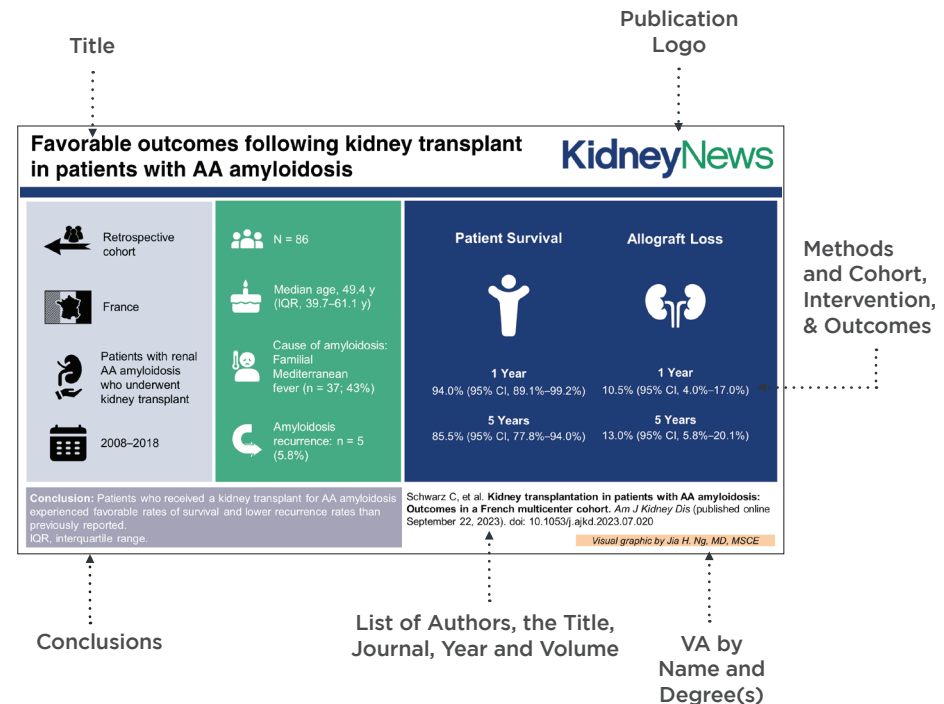 Title
Publication
Logo
Favorable outcomes following kidney transplant
in patients with AA amyloidosis
KidneyNews
Retrospective
cohort
France
Patients with renal
AA amyloidosis
who underwent
kidney transplant
2008–2018
N = 86
Median age, 49.4 y
(IQR, 39.7–61.1 y)
Cause of amyloidosis:
Familial
Mediterranean
fever (n = 37; 43%)
Amyloidosis
recurrence: n = 5
(5.8%)
Patient Survival
1 Year
94.0% (95% CI, 89.1%–99.2%)
5 Years
85.5% (95% CI, 77.8%–94.0%)
Allograft Loss
1 Year
10.5% (95% CI, 4.0%–17.0%)
5 Years
13.0% (95% CI, 5.8%–20.1%)
Methods
and Cohort,
Intervention,
& Outcomes
Conclusion: Patients who received a kidney transplant for AA amyloidosis
experienced favorable rates of survival and lower recurrence rates than
previously reported.
IQR, interquartile range.
Schwarz C, et al. Kidney transplantation in patients with AA amyloidosis:
Outcomes in a French multicenter cohort. Am J Kidney Dis (published online
September 22, 2023). doi: 10.1053/j.ajkd.2023.07.020
Visual graphic by Jia H. Ng, MD, MSCE
Conclusions
List of Authors, the Title,
Journal, Year and Volume
VA by
Name and
Degree(s)